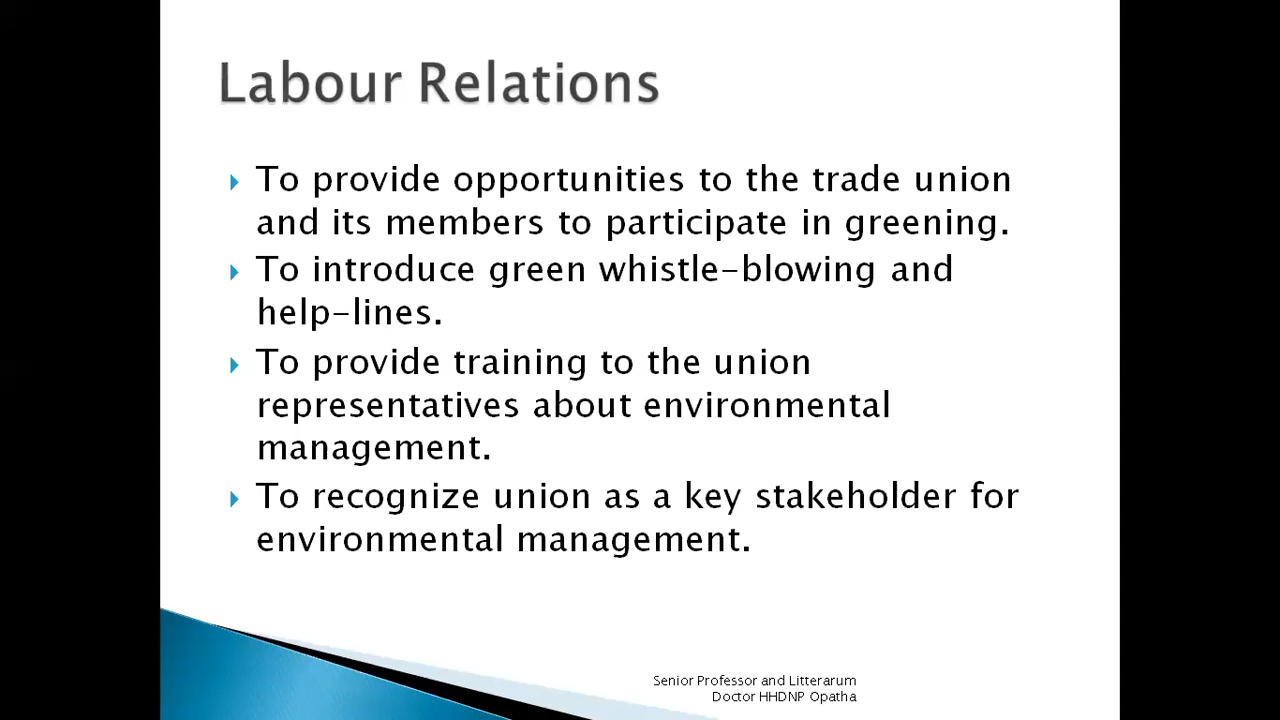 Labour Relations
To provide opportunities to the trade union
and its members to participate in greening.
To introduce green whistle-blowing and
help-lines.
To provide training to the union
representatives about environmental
management.
To recognize union as a key stakeholder for
environmental management.
Senior Professor and Litterarum
Doctor HHDNP Opatha